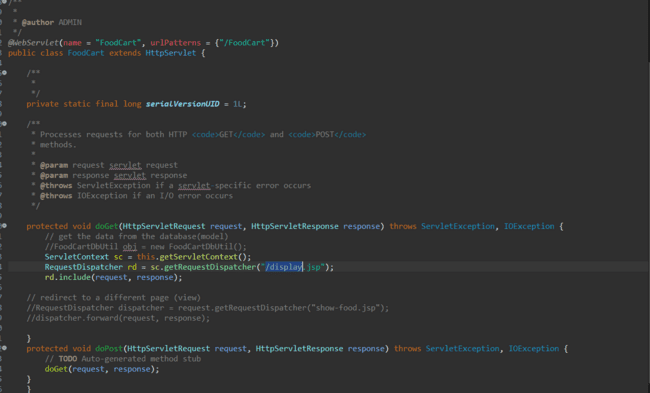 /**
*
* @author ADMIN
*/
@WebServlet(name = "FoodCart", urlPatterns = {"/FoodCart"})
public class FoodCart extends HttpServlet {
/**
*
*/
private static final long serialVersionUID = 1L;
/**
* Processes requests for both HTTP <code>GET</code> and <code>POST</code>
* methods.
*
* @param request servlet request
* @param response servlet response
* @throws ServletException if a servlet-specific error occurs
* @throws IOException if an I/O error occurs
*/
protected void doGet(HttpServletRequest request, HttpServletResponse response) throws ServletException, IOException {
// get the data from the database(model)
//FoodCartDbUtil obj = new FoodCartDbUtil();
ServletContext sc = this.getServletContext();
RequestDispatcher rd = sc.getRequestDispatcher("/display.jsp");
rd.include(request, response);
// redirect to a different page (view)
//RequestDispatcher dispatcher = request.getRequestDispatcher("show-food.jsp");
//dispatcher.forward(request, response);
}
protected void doPost(HttpServletRequest request, HttpServletResponse response) throws ServletException, IOException {
// TODO Auto-generated method stub
doGet(request, response);
}
}